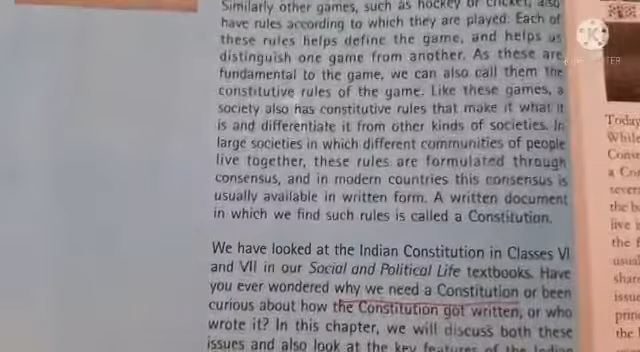 Similarly other games, such as hockey or cricket, also
have rules according to which they are played. Each of
these rules helps define the game, and helps us
distinguish one game from another. As these are
fundamental to the game, we can also call them the
constitutive rules of the game. Like these games, a
society also has constitutive rules that make it what it
is and differentiate it from other kinds of societies. In
large societies in which different communities of people
live together, these rules are formulated through
consensus, and in modern countries this consensus is
usually available in written form. A written document
in which we find such rules is called a Constitution.
We have looked at the Indian Constitution in Classes VI
and VII in our Social and Political Life textbooks. Have
you ever wondered why we need a Constitution or been
curious about how the Constitution got written, or who
wrote it? In this chapter, we will discuss both these
issues and also look at the key features of the Indian
Today
While
a Con
live i
the f
usual
share
issue
princ
the